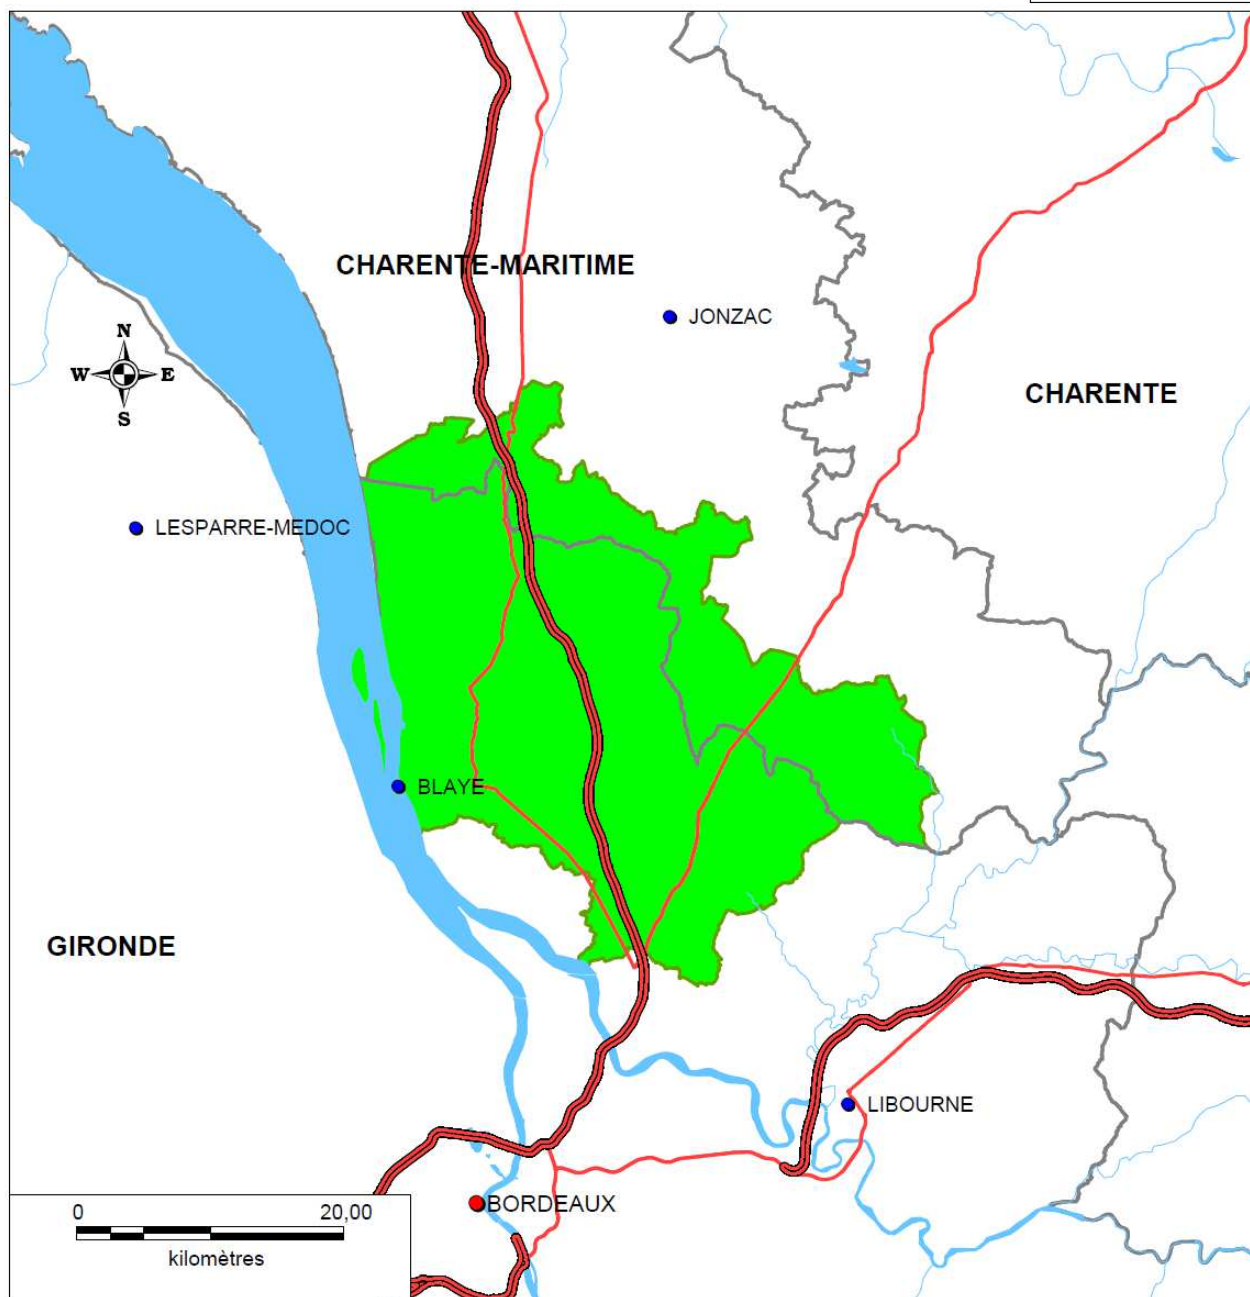 CHARENTE-MARITIME
JONZAC
N
W E
S
CHARENTE
LESPARRE-MEDOC
BLAYE
GIRONDE
LIBOURNE
BORDEAUX
0 20,00
kilomètres